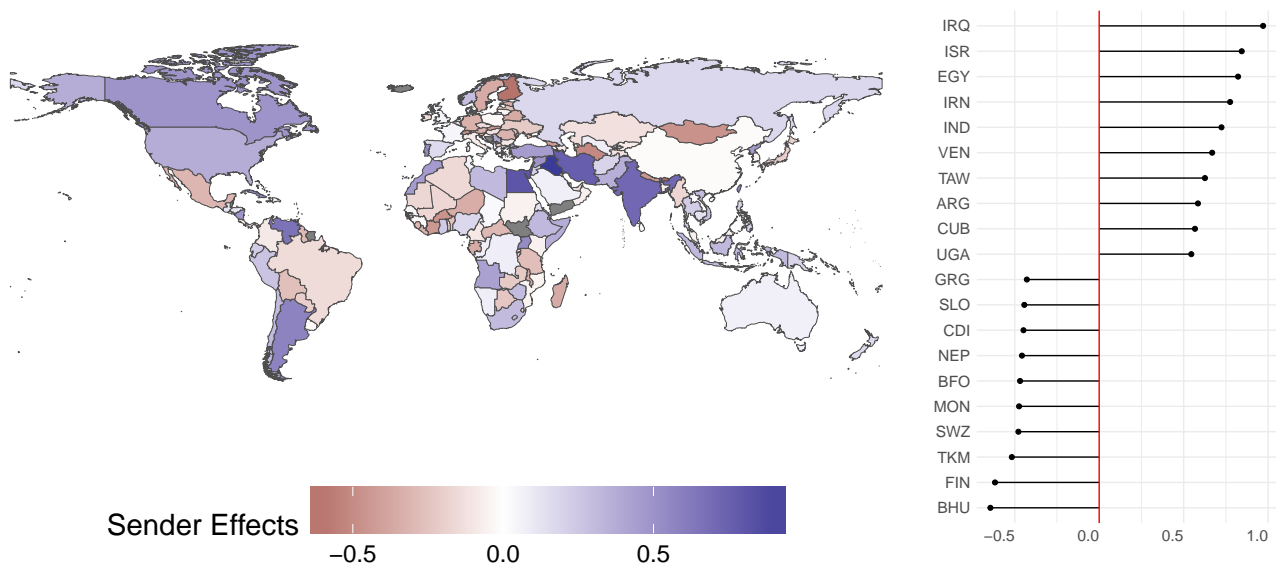 IRQ
ISR
EGY
IRN
IND
VEN
TAW
ARG
CUB
UGA
GRG
SLO
CDI
NEP
BFO
MON
SWZ
TKM
FIN
BHU
−0.5 0.0 0.5 1.0
Sender Effects
−0.5 0.0 0.5